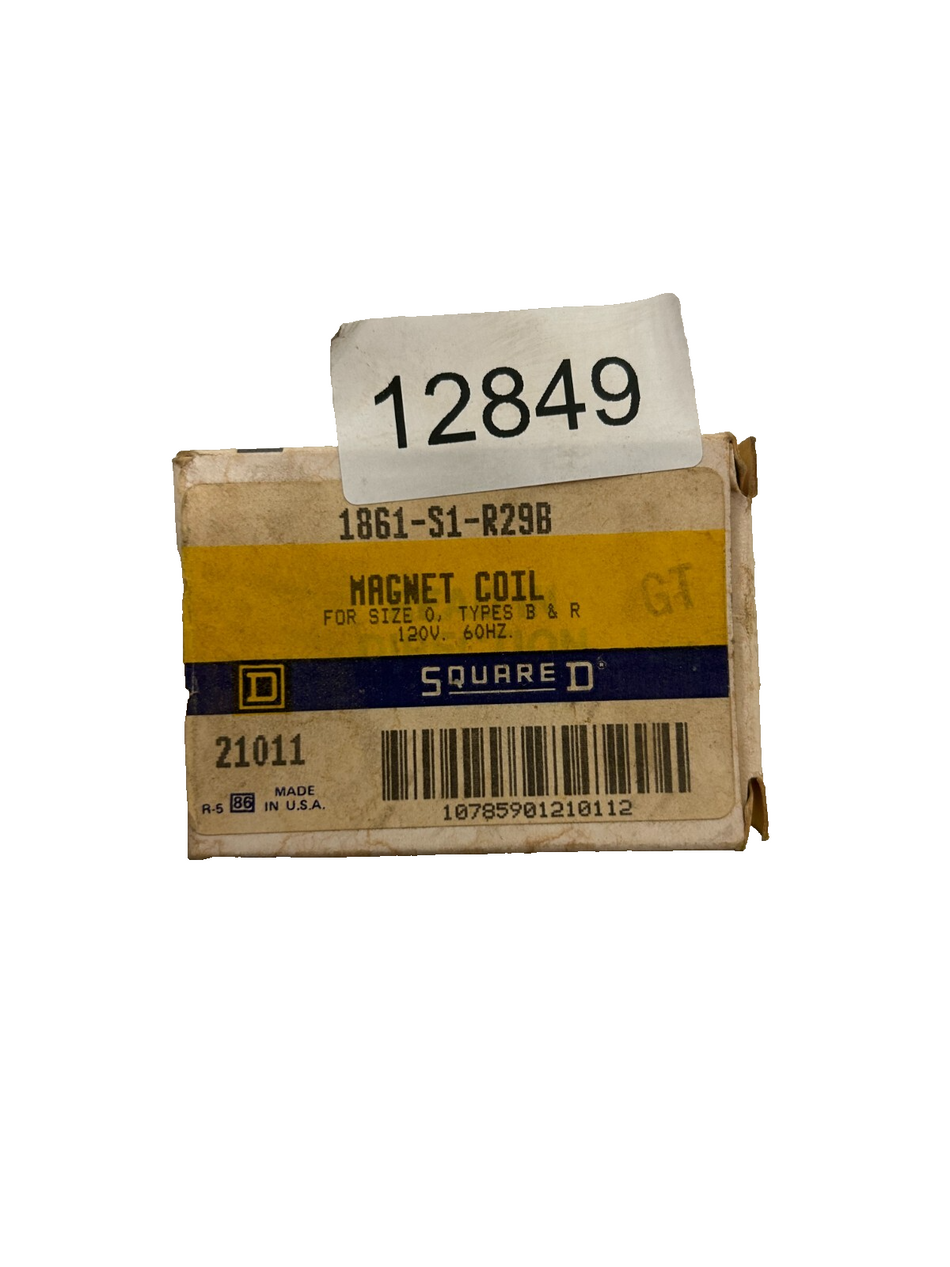 12849
1861-S1-R29B
MAGNET COIL
GT
FOR SIZE 0, TYPES B & R
120V. 60HZ.
D
SQUARE D®
21011
MADE
R-5 86 IN U.S.A.
10785901210112